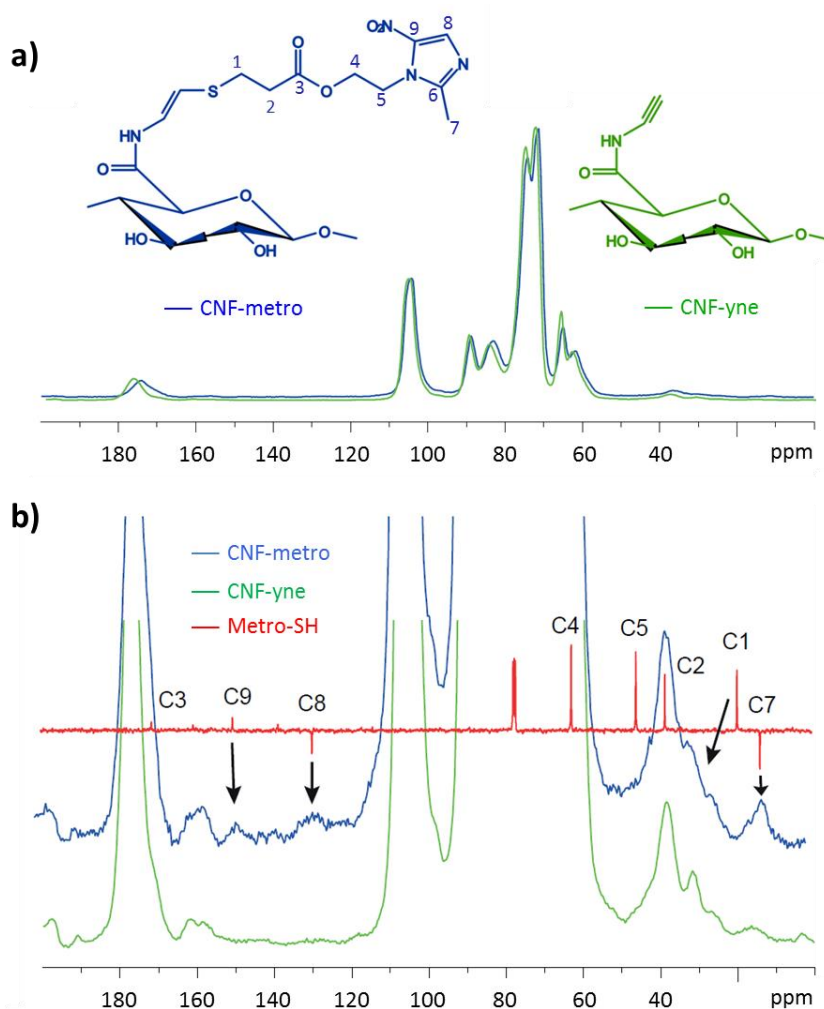 a)
O₂N
8
9
N
N
6
7
O
1
S
2
3
O
4
5
HN
O
O
HO
OH
O
CNF-metro
HN
O
O
HO
OH
O
CNF-yne
180 160 140 120 100 80 60 40 ppm
b)
CNF-metro
CNF-yne
Metro-SH
C3
C9
C8
C4
C5
C2
C1
C7
180 160 140 120 100 80 60 40 ppm